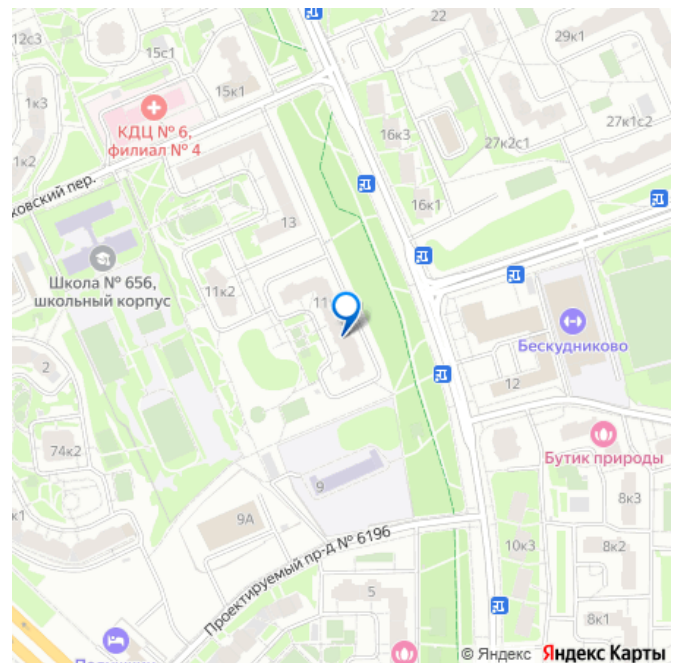 22
29к1
12с3
15с1
1к3
15к1
КДЦ № 6,
филиал № 4
16к3
27к2с1
27к1с2
1к2
ковский пер.
13
16к1
Школа № 656,
школьный корпус
11к2
11
Бескудниково
2
12
74к2
Бутик природы
9
8к3
к1
9А
Проектируемый пр-д № 6196
10к3
8к2
5
8к1
© Яндекс Яндекс Карты